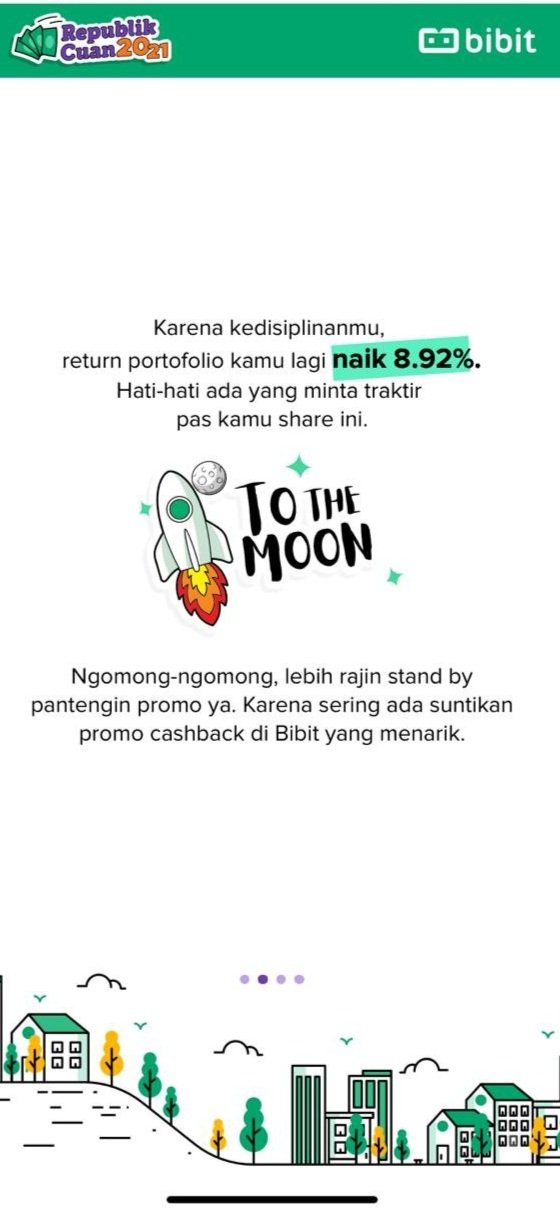 Republik
Cuan2021
bibit
Karena kedisiplinanmu,
return portofolio kamu lagi naik 8.92%.
Hati-hati ada yang minta traktir
pas kamu share ini.
TO THE
MOON
Ngomong-ngomong, lebih rajin stand by
pantengin promo ya. Karena sering ada suntikan
promo cashback di Bibit yang menarik.